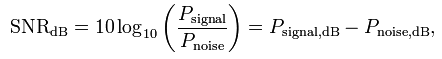 SNR_dB = 10 log_10 (P_signal / P_noise) = P_signal,dB − P_noise,dB,